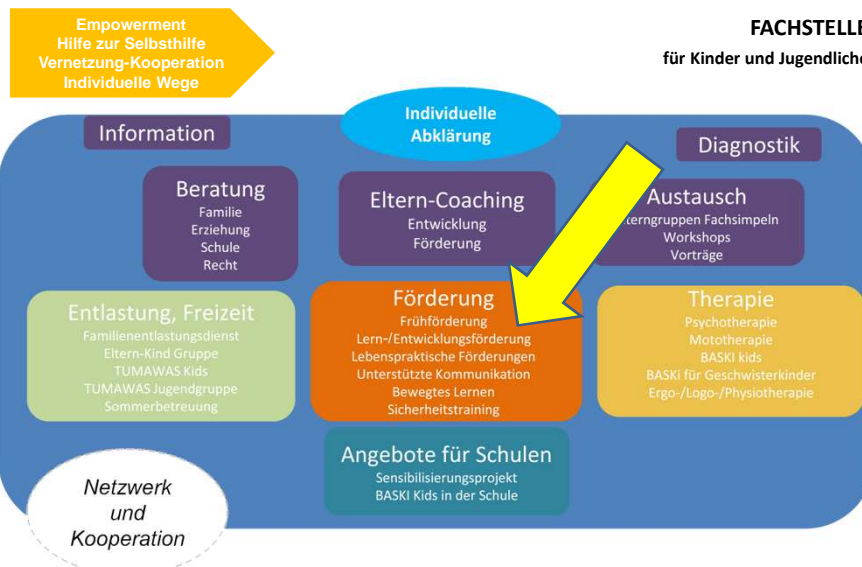 Empowerment
Hilfe zur Selbsthilfe
Vernetzung-Kooperation
Individuelle Wege
FACHSTELLE
für Kinder und Jugendliche
Individuelle
Abklärung
Information
Diagnostik
Beratung
Familie
Erziehung
Schule
Recht
Eltern-Coaching
Entwicklung
Förderung
Austausch
Fachsimpeln
Workshops
Vorträge
Entlastung, Freizeit
Familienentlastungsdienst
Eltern-Kind Gruppe
TUMAWAS Kids
TUMAWAS Jugendgruppe
Sommerbetreuung
Förderung
Frühförderung
Lern-/Entwicklungsförderung
Lebenspraktische Förderungen
Unterstützte Kommunikation
Bewegtes Lernen
Sicherheitstraining
Therapie
Psychotherapie
Mototherapie
BASKI kids
BASKi für Geschwisterkinder
Ergo-/Logo-/Physiotherapie
Angebote für Schulen
Sensibilisierungsprojekt
BASKI Kids in der Schule
Netzwerk
und
Kooperation